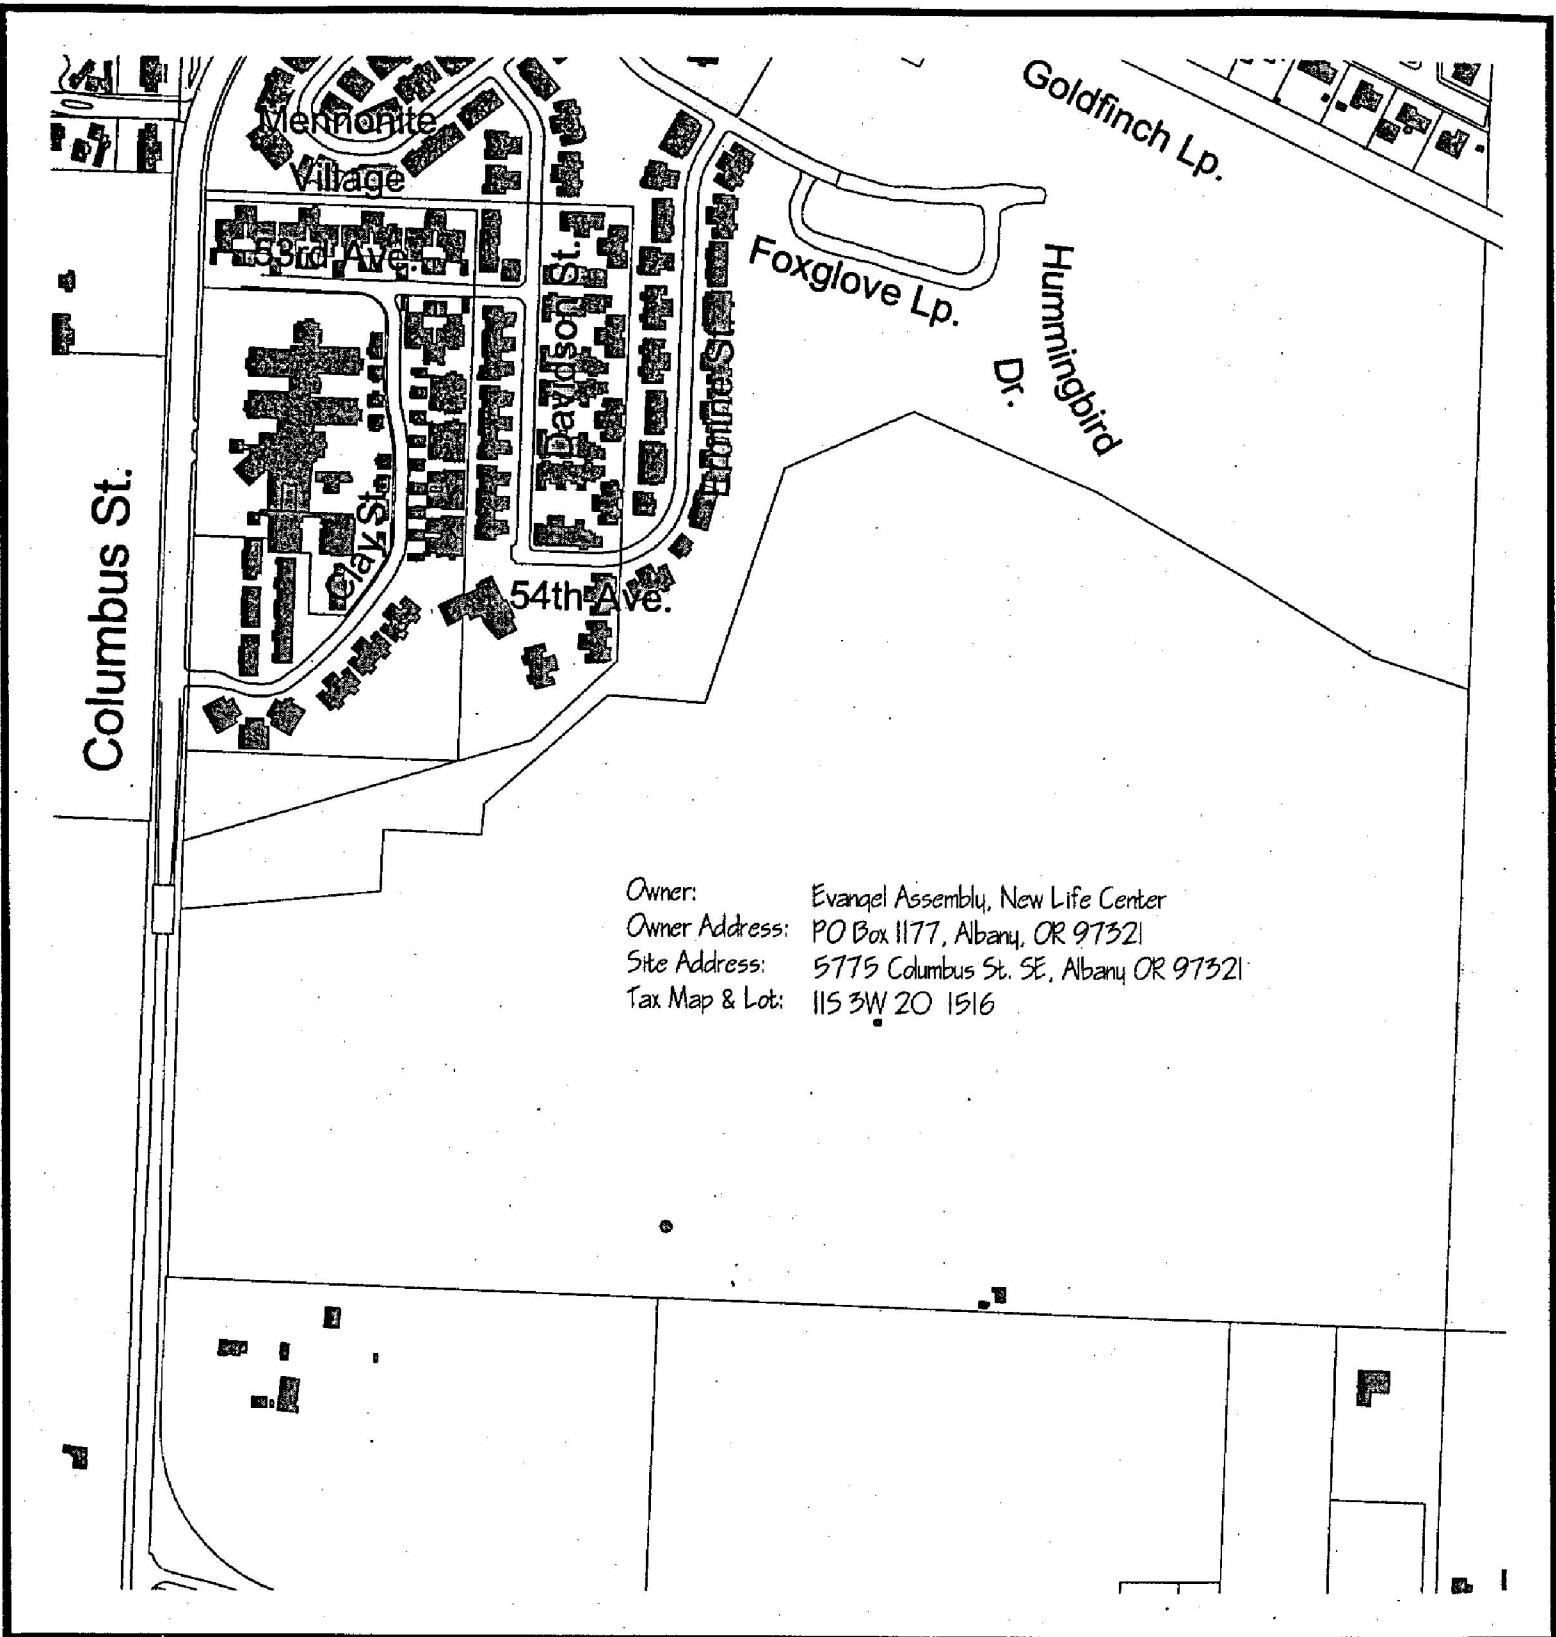 Goldfinch Lp.
Mennonite
Village
53rd Ave.
Foxglove Lp.
Hummingbird
Dr.
Davidson St.
Columbus St.
Clay St.
54th Ave.
Owner: Evangel Assembly, New Life Center
Owner Address: PO Box 1177, Albany, OR 97321
Site Address: 5775 Columbus St. SE, Albany OR 97321
Tax Map & Lot: 11S 3W 20 1516